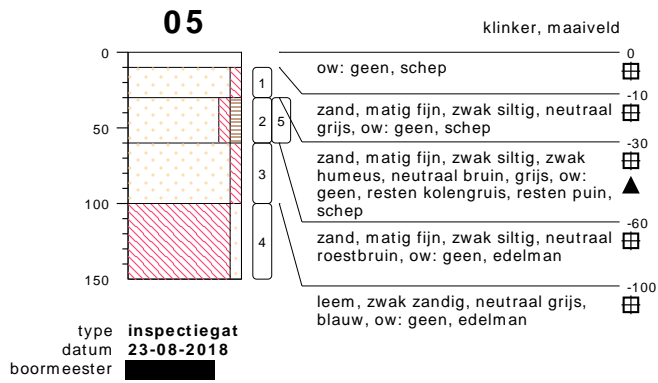 05
klinker, maaiveld
0
0
ow: geen, schep
-10
1
zand, matig fijn, zwak siltig, neutraal
grijs, ow: geen, schep
-30
50
2
5
zand, matig fijn, zwak siltig, zwak
humeus, neutraal bruin, grijs, ow:
geen, resten kolengruis, resten puin,
schep
-60
3
zand, matig fijn, zwak siltig, neutraal
roestbruin, ow: geen, edelman
100
-100
4
leem, zwak zandig, neutraal grijs,
blauw, ow: geen, edelman
150
type inspectiegat
datum 23-08-2018
boormeester